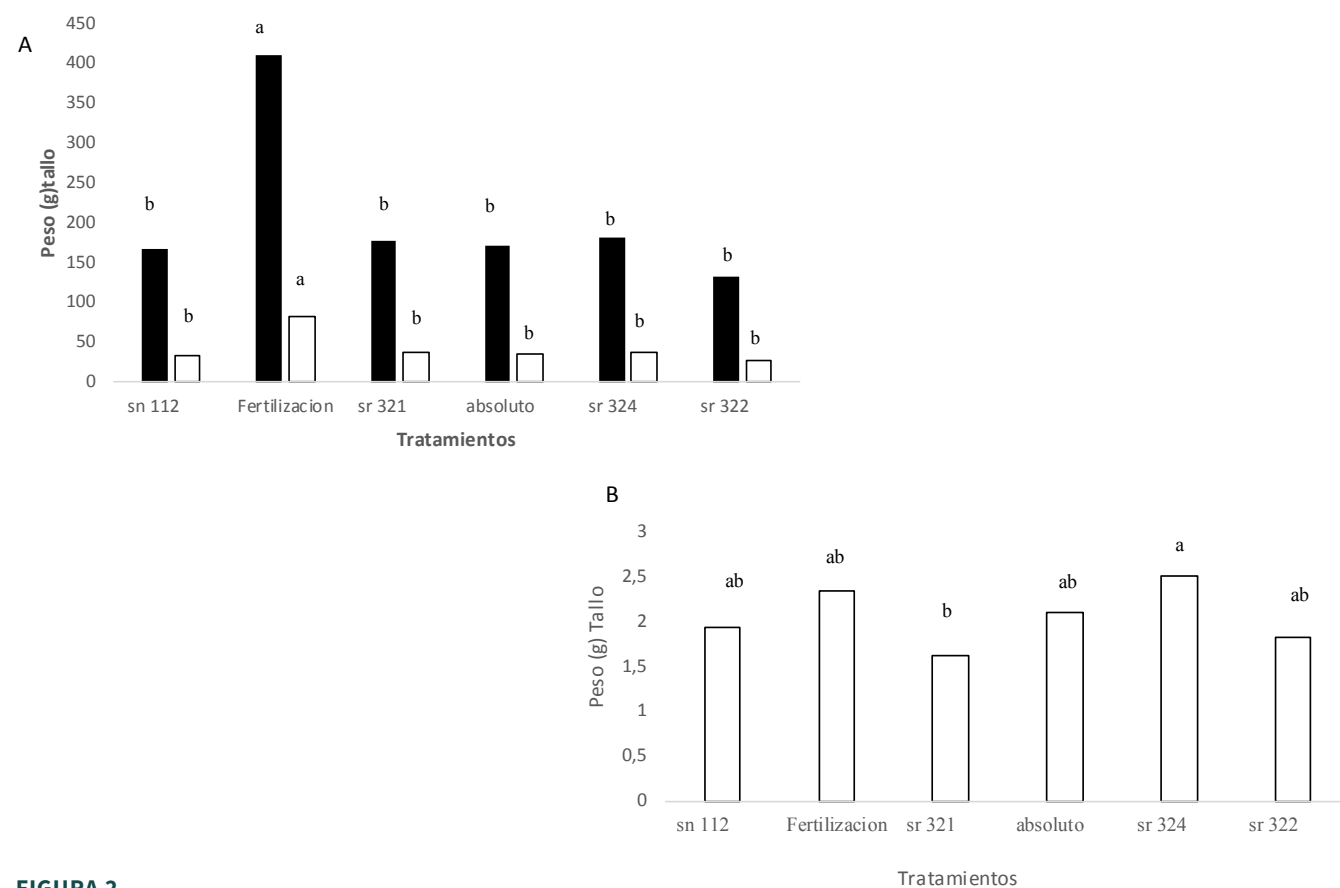 A
Peso (g)tallo
450
400
350
300
250
200
150
100
50
0
b
b
a
a
b
b
b
b
b
b
b
b
sn 112
Fertilizacion
sr 321
absoluto
sr 324
sr 322
Tratamientos
B
Peso (g) Tallo
3
2,5
2
1,5
1
0,5
0
ab
ab
b
ab
a
ab
sn 112
Fertilizacion
sr 321
absoluto
sr 324
sr 322
Tratamientos
FIGURA 2